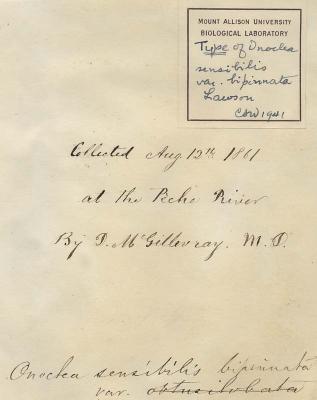 MOUNT ALLISON UNIVERSITY
BIOLOGICAL LABORATORY
Type of Onoclea
sensibilis
var. bipinnata
Lawson
1941
Collected Aug 12th 1861
at the Peche River
By D. McGillevray. M.D.
Onoclea sensibilis bipinnata
var. obtusilobata